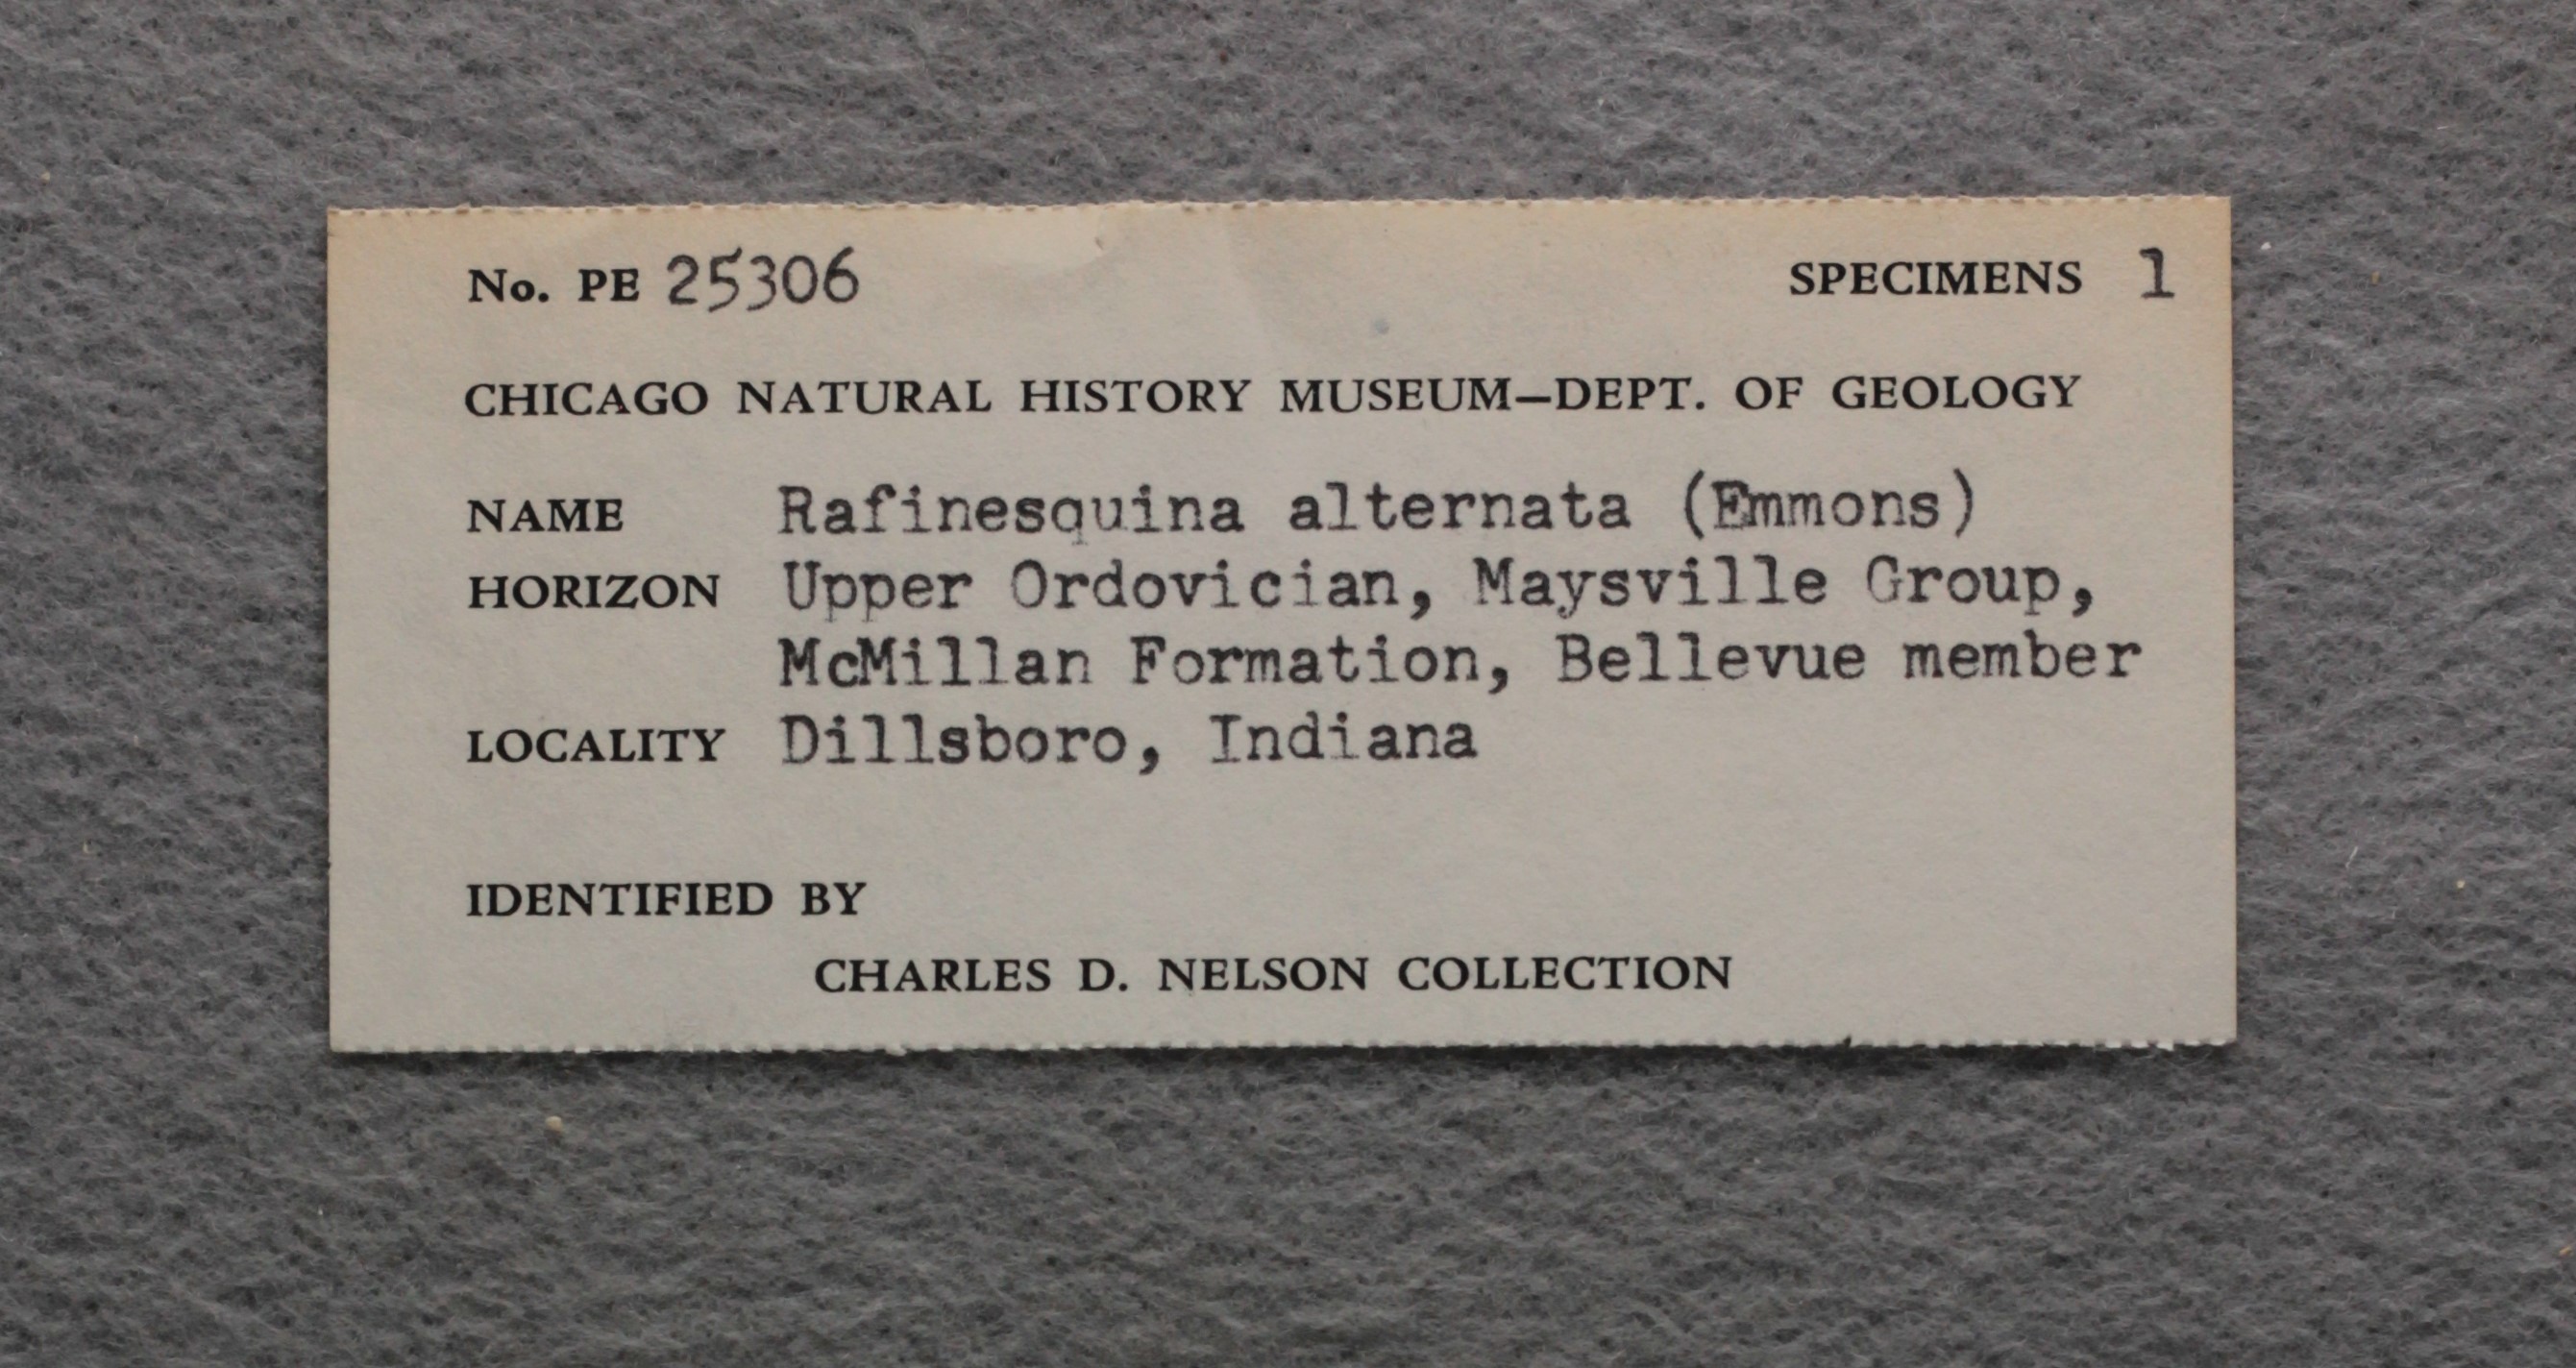 No. PE 25306 SPECIMENS 1
CHICAGO NATURAL HISTORY MUSEUM—DEPT. OF GEOLOGY
NAME Rafinesquina alternata (Emmons)
HORIZON Upper Ordovician, Maysville Group,
McMillan Formation, Bellevue member
LOCALITY Dillsboro, Indiana
IDENTIFIED BY
CHARLES D. NELSON COLLECTION